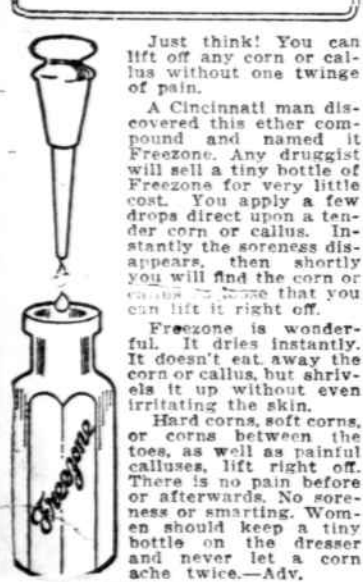 Just think! You can
lift off any corn or cal-
lus without one twinge
of pain.
A Cincinnati man dis-
covered this ether com-
pound and named it
Freezone. Any druggist
will sell a tiny bottle of
Freezone for very little
cost. You apply a few
drops direct upon a ten-
der corn or callus. In-
stantly the soreness dis-
appears, then shortly
you will find the corn or
callus so loose that you
can lift it right off.
Freezone is wonder-
ful. It dries instantly.
It doesn't eat away the
corn or callus, but shriv-
els it up without even
irritating the skin.
Hard corns, soft corns,
or corns between the
toes, as well as painful
calluses, lift right off.
There is no pain before
or afterwards. No sore-
ness or smarting. Wom-
en should keep a tiny
bottle on the dresser
and never let a corn
ache twice.—Adv.
Freezone